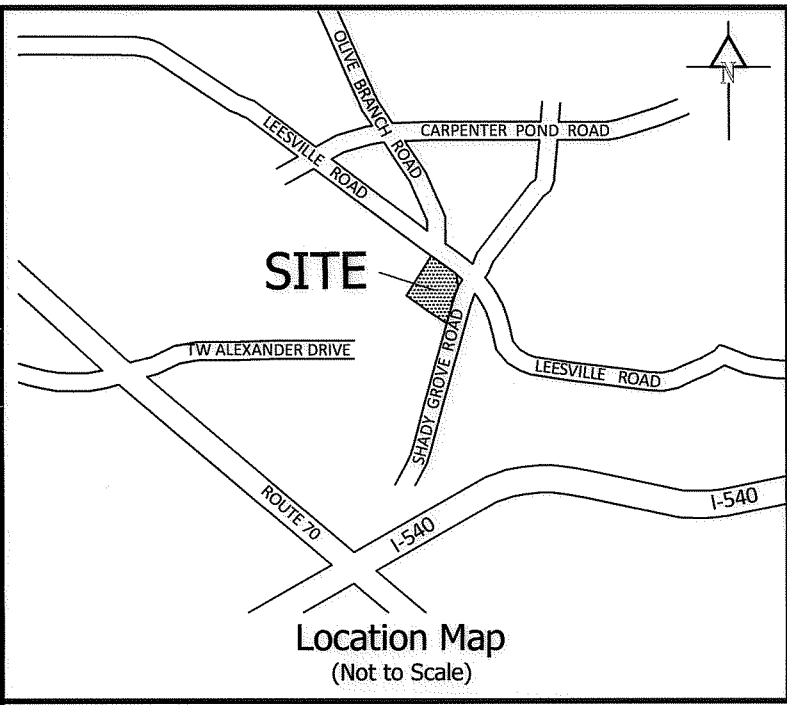 OLIVE BRANCH ROAD
N
LEESVILLE ROAD
CARPENTER POND ROAD
SITE
TW ALEXANDER DRIVE
SHADY GROVE ROAD
LEESVILLE ROAD
ROUTE 70
I-540
I-540
Location Map
(Not to Scale)